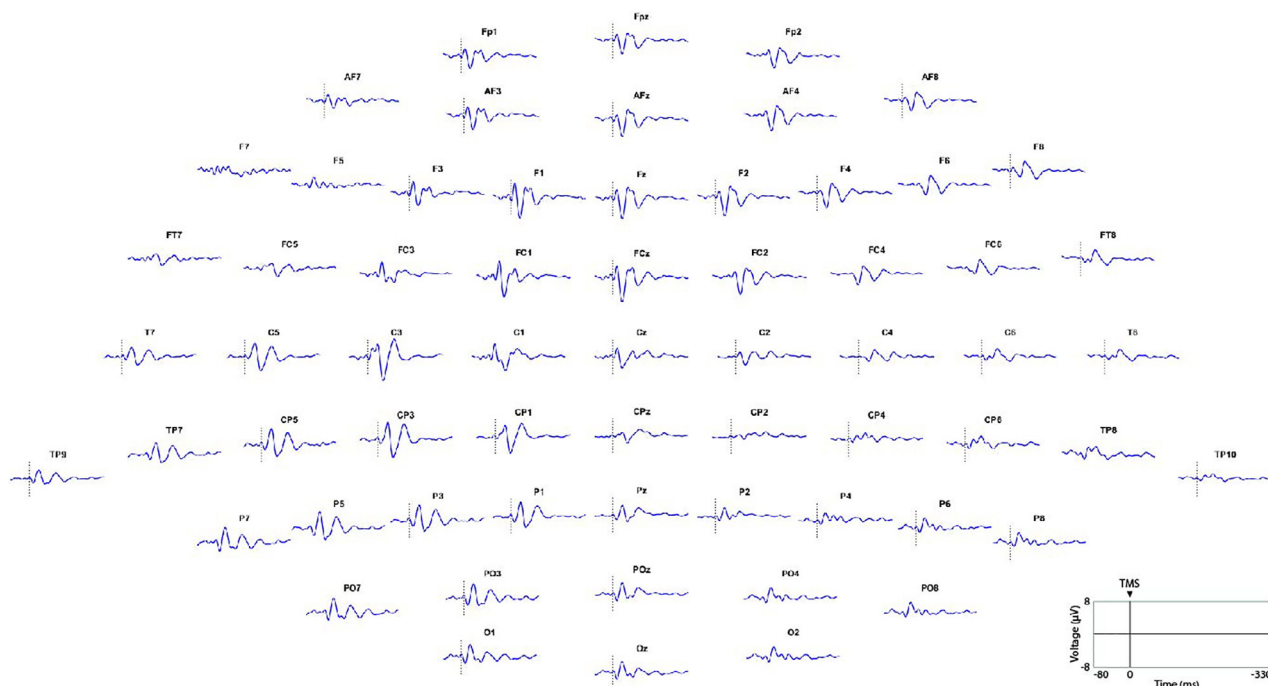 Fpz
Fp1 Fp2
AF7 AF8
AF3 AFz AF4
F7 F5 F3 F1 Fz F2 F4 F6 F8
FT7 FC5 FC3 FC1 FCz FC2 FC4 FC6 FT8
T7 C5 C3 C1 Cz C2 C4 C6 T8
TP9 TP7 CP5 CP3 CP1 CPz CP2 CP4 CP6 TP8 TP10
P7 P5 P3 P1 Pz P2 P4 P6 P8
PO7 PO3 POz PO4 PO8
O1 Oz O2
TMS
8
Voltage (µV)
-8
-80 0 -330
Time (ms)